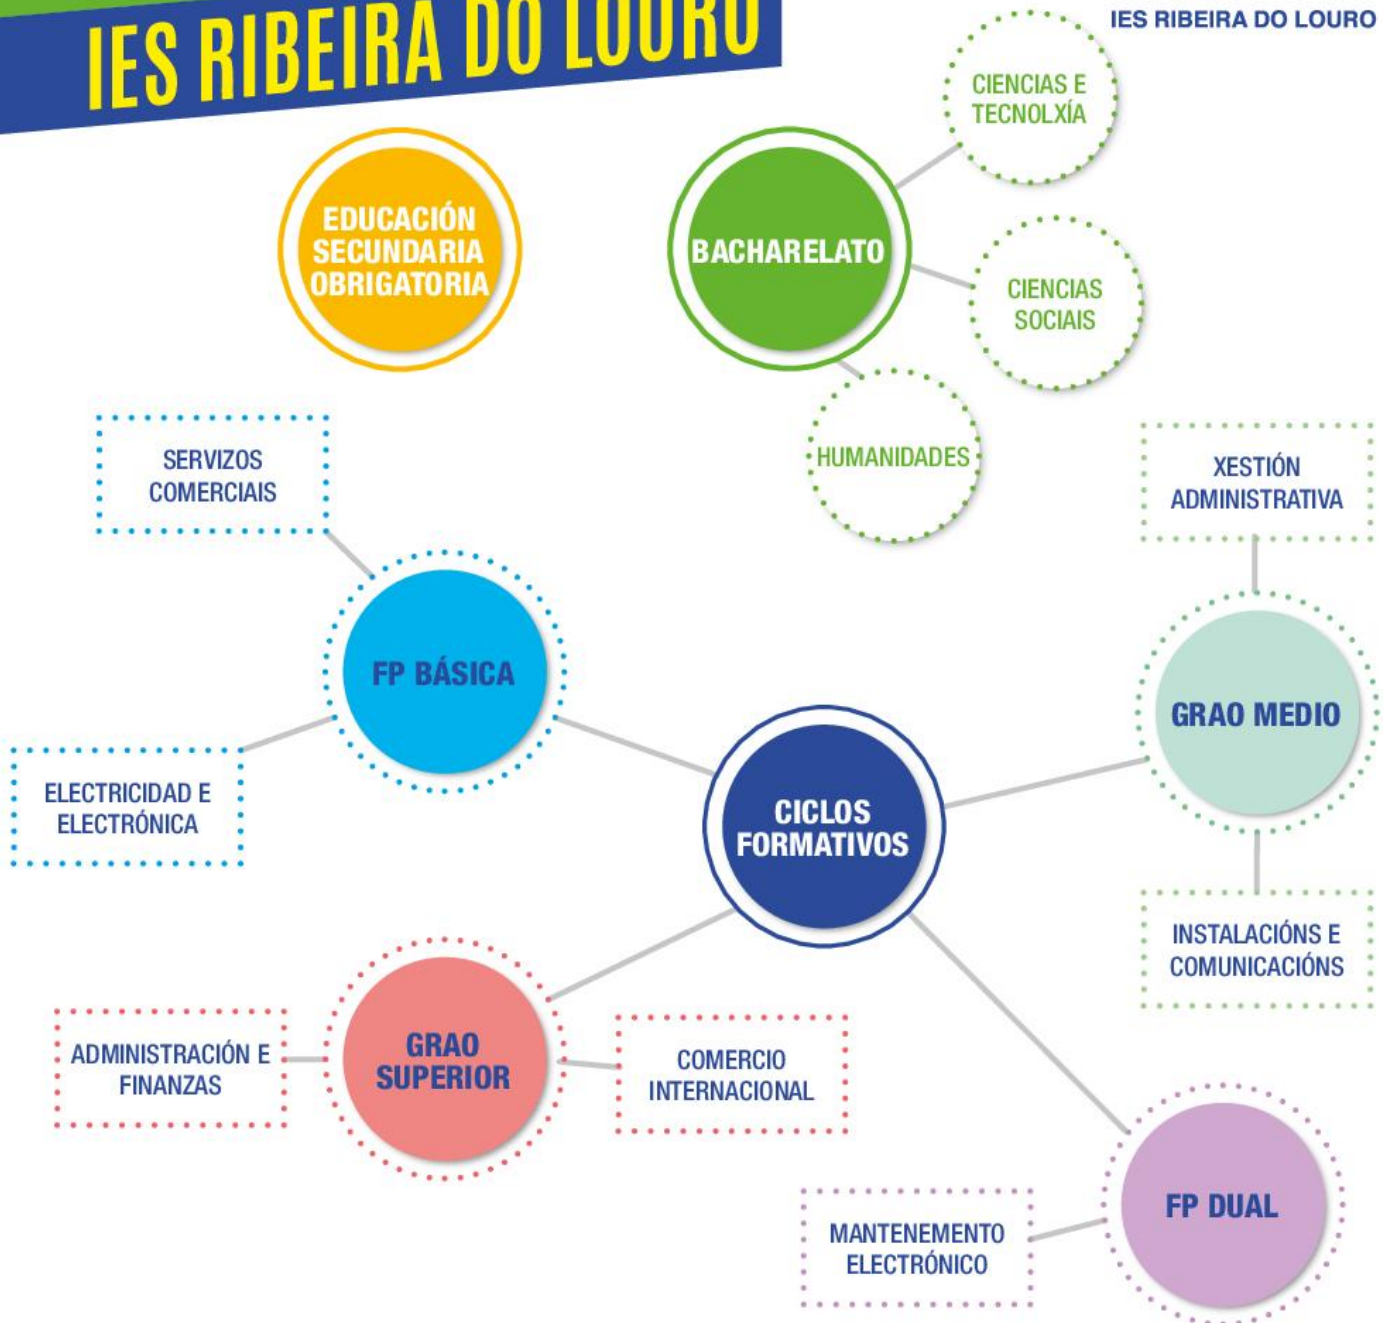 IES RIBEIRA DO LOURO
IES RIBEIRA DO LOURO
CIENCIAS E
TECNOLXÍA
EDUCACIÓN
SECUNDARIA
OBRIGATORIA
BACHARELATO
CIENCIAS
SOCIAIS
HUMANIDADES
SERVIZOS
COMERCIAIS
XESTIÓN
ADMINISTRATIVA
FP BÁSICA
GRAO MEDIO
ELECTRICIDAD E
ELECTRÓNICA
CICLOS
FORMATIVOS
INSTALACIÓNS E
COMUNICACIÓNS
ADMINISTRACIÓN E
FINANZAS
GRAO
SUPERIOR
COMERCIO
INTERNACIONAL
FP DUAL
MANTENEMENTO
ELECTRÓNICO